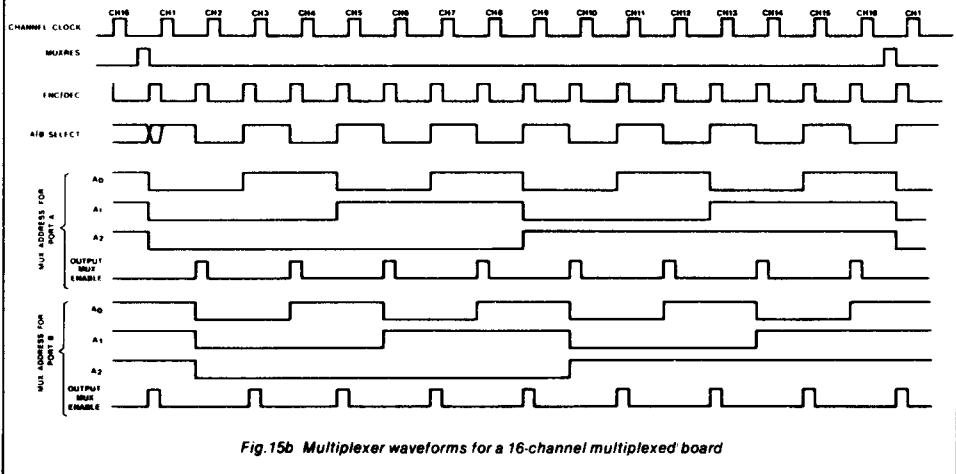 CH16 CH1 CH2 CH3 CH4 CH5 CH6 CH7 CH8 CH9 CH10 CH11 CH12 CH13 CH14 CH15 CH16 CH1
CHANNEL CLOCK
MUXRES
ENC/DEC
A/B SELECT
MUX ADDRESS FOR
PORT A
A0
A1
A2
OUTPUT
MUX
ENABLE
MUX ADDRESS FOR
PORT B
A0
A1
A2
OUTPUT
MUX
ENABLE
Fig.15b Multiplexer waveforms for a 16-channel multiplexed board